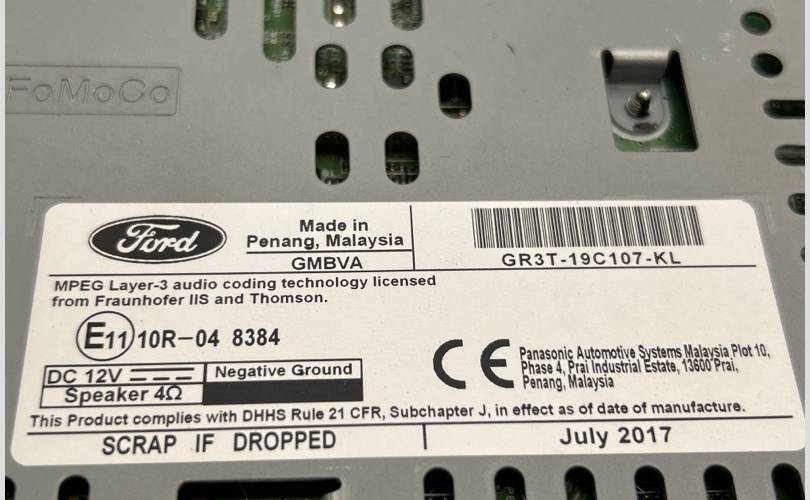 FoMoCo
Ford
Made in
Penang, Malaysia
GMBVA
GR3T-19C107-KL
MPEG Layer-3 audio coding technology licensed
from Fraunhofer IIS and Thomson.
E11 10R-04 8384
DC 12V
Negative Ground
Speaker 4Ω
CE
Panasonic Automotive Systems Malaysia Plot 10,
Phase 4, Prai Industrial Estate, 13600 Prai,
Penang, Malaysia
This Product complies with DHHS Rule 21 CFR, Subchapter J, in effect as of date of manufacture.
SCRAP IF DROPPED
July 2017